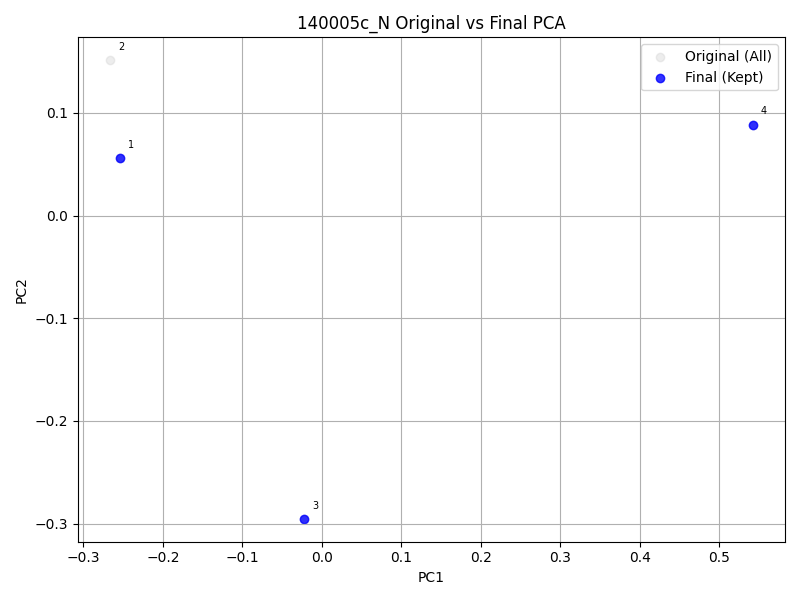 140005c_N Original vs Final PCA
Original (All)
Final (Kept)
2
1
4
3
0.1
0.0
−0.1
−0.2
−0.3
PC2
−0.3 −0.2 −0.1 0.0 0.1 0.2 0.3 0.4 0.5
PC1